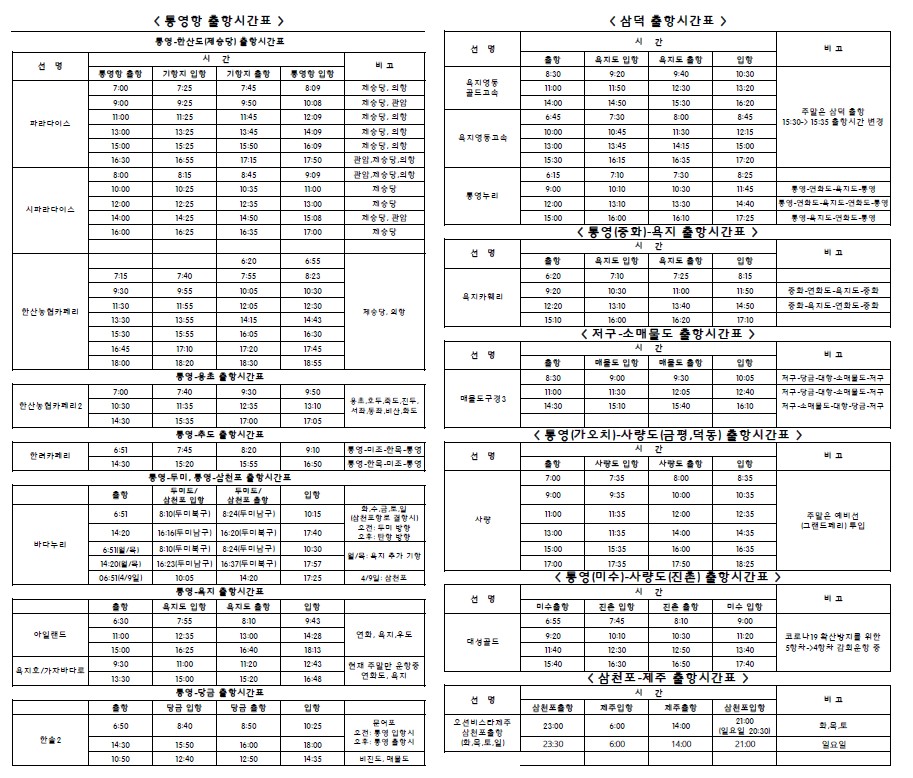 < 통영항 출항시간표 >
통영-한산도(제승당) 출항시간표
선 명 시 간 비 고
통영항 출항 기항지 입항 기항지 출항 통영항 입항
파라다이스
7:00 7:25 7:45 8:09 제승당, 의항
9:00 9:25 9:50 10:08 제승당, 관암
11:00 11:25 11:45 12:09 제승당, 의항
13:00 13:25 13:45 14:09 제승당, 의항
15:00 15:25 15:50 16:09 제승당, 의항
16:30 16:55 17:15 17:50 관암,제승당,의항
시파라다이스
8:00 8:15 8:45 9:09 관암,제승당,의항
10:00 10:25 10:35 11:00 제승당
12:00 12:25 12:35 13:00 제승당
14:00 14:25 14:50 15:08 제승당, 관암
16:00 16:25 16:35 17:00 제승당
한산농협카페리
6:20 6:55
7:15 7:40 7:55 8:23
9:30 9:55 10:05 10:30
11:30 11:55 12:05 12:30
13:30 13:55 14:15 14:43
15:30 15:55 16:05 16:30
16:45 17:10 17:20 17:45
18:00 18:20 18:30 18:55
제승당, 의항
통영-용초 출항시간표
한산농협카페리2
7:00 7:40 9:30 9:50
10:30 11:35 12:35 13:10
14:30 15:35 17:00 17:05
용초,호두,죽도,진두,
서좌,동좌,비산,화도
통영-추도 출항시간표
한려카페리
6:51 7:45 8:20 9:10 통영-미조-한목-통영
14:30 15:20 15:55 16:50 통영-한목-미조-통영
통영-두미, 통영-삼천포 출항시간표
출항 두미도/삼천포 입항 두미도/삼천포 출항 입항
바다누리
6:51 8:10(두미북구) 8:24(두미남구) 10:15
14:20 16:16(두미남구) 16:20(두미북구) 17:40
화,수,금,토,일
(삼천포항로 결항시)
오전: 두미 방향
오후: 탄항 방향
6:51(월/목) 8:10(두미북구) 8:24(두미남구) 10:30
14:20(월/목) 16:23(두미남구) 16:37(두미북구) 17:57
월/목: 욕지 추가 기항
06:51(4/9일) 10:05 14:20 17:25 4/9일: 삼천포
통영-욕지 출항시간표
출항 욕지도 입항 욕지도 출항 입항
아일랜드
6:30 7:55 8:10 9:43
11:00 12:35 13:00 14:28
15:00 16:25 16:40 18:13
연화, 욕지,우도
욕지호/가자바다로
9:30 11:00 11:20 12:43
13:30 15:00 15:20 16:48
현재 주말만 운항중
연화도, 욕지
통영-당금 출항시간표
출항 당금 입항 당금 출항 입항
한솔2
6:50 8:40 8:50 10:25
14:30 15:50 16:00 18:00
문어포
오전: 통영 입항시
오후: 통영 출항시
10:50 12:40 12:50 14:35 비진도, 매물도
< 삼덕 출항시간표 >
선 명 시 간 비 고
출항 욕지도 입항 욕지도 출항 입항
욕지영동
골드고속
8:30 9:20 9:40 10:30
11:00 11:50 12:30 13:20
14:00 14:50 15:30 16:20
욕지영동고속
6:45 7:30 8:00 8:45
10:00 10:45 11:30 12:15
13:00 13:45 14:15 15:00
15:30 16:15 16:35 17:20
주말은 삼덕 출항
15:30-> 15:35 출항시간 변경
통영누리
6:15 7:10 7:30 8:25
9:00 10:10 10:30 11:45 통영-연화도-욕지도-통영
12:00 13:10 13:30 14:40 통영-연화도-욕지도-연화도-통영
15:00 16:00 16:10 17:25 통영-욕지도-연화도-통영
< 통영(중화)-욕지 출항시간표 >
선 명 시 간 비 고
출항 욕지도 입항 욕지도 출항 입항
욕지카훼리
6:20 7:10 7:25 8:15
9:20 10:30 11:00 11:50 중화-연화도-욕지도-중화
12:20 13:10 13:40 14:50 중화-욕지도-연화도-중화
15:10 16:00 16:20 17:10
< 저구-소매물도 출항시간표 >
선 명 시 간 비 고
출항 매물도 입항 매물도 출항 입항
매물도구경3
8:30 9:00 9:30 10:05 저구-당금-대항-소매물도-저구
11:00 11:30 12:05 12:40 저구-당금-대항-소매물도-저구
14:30 15:10 15:40 16:10 저구-소매물도-대항-당금-저구
< 통영(가오치)-사량도(금평,덕동) 출항시간표 >
선 명 시 간 비 고
출항 사량도 입항 사량도 출항 입항
사량
7:00 7:35 8:00 8:35
9:00 9:35 10:00 10:35
11:00 11:35 12:00 12:35
13:00 11:35 14:00 14:35
15:00 15:35 16:00 16:35
17:00 17:35 17:50 18:25
주말은 예비선
(그랜드페리) 투입
< 통영(미수)-사량도(진촌) 출항시간표 >
선 명 시 간 비 고
미수출항 진촌 입항 진촌 출항 미수 입항
대성골드
6:55 7:45 8:10 9:00
9:20 10:10 10:30 11:20
11:40 12:30 12:50 13:40
15:40 16:30 16:50 17:40
코로나19 확산방지를 위한
5항차->4항차 감회운항 중
< 삼천포-제주 출항시간표 >
선 명 시 간 비 고
삼천포출항 제주입항 제주출항 삼천포입항
오션비스타제주
삼천포출항
(화,목,토,일)
23:00 6:00 14:00 21:00
(일요일 20:30)
화,목,토
23:30 6:00 14:00 21:00 일요일